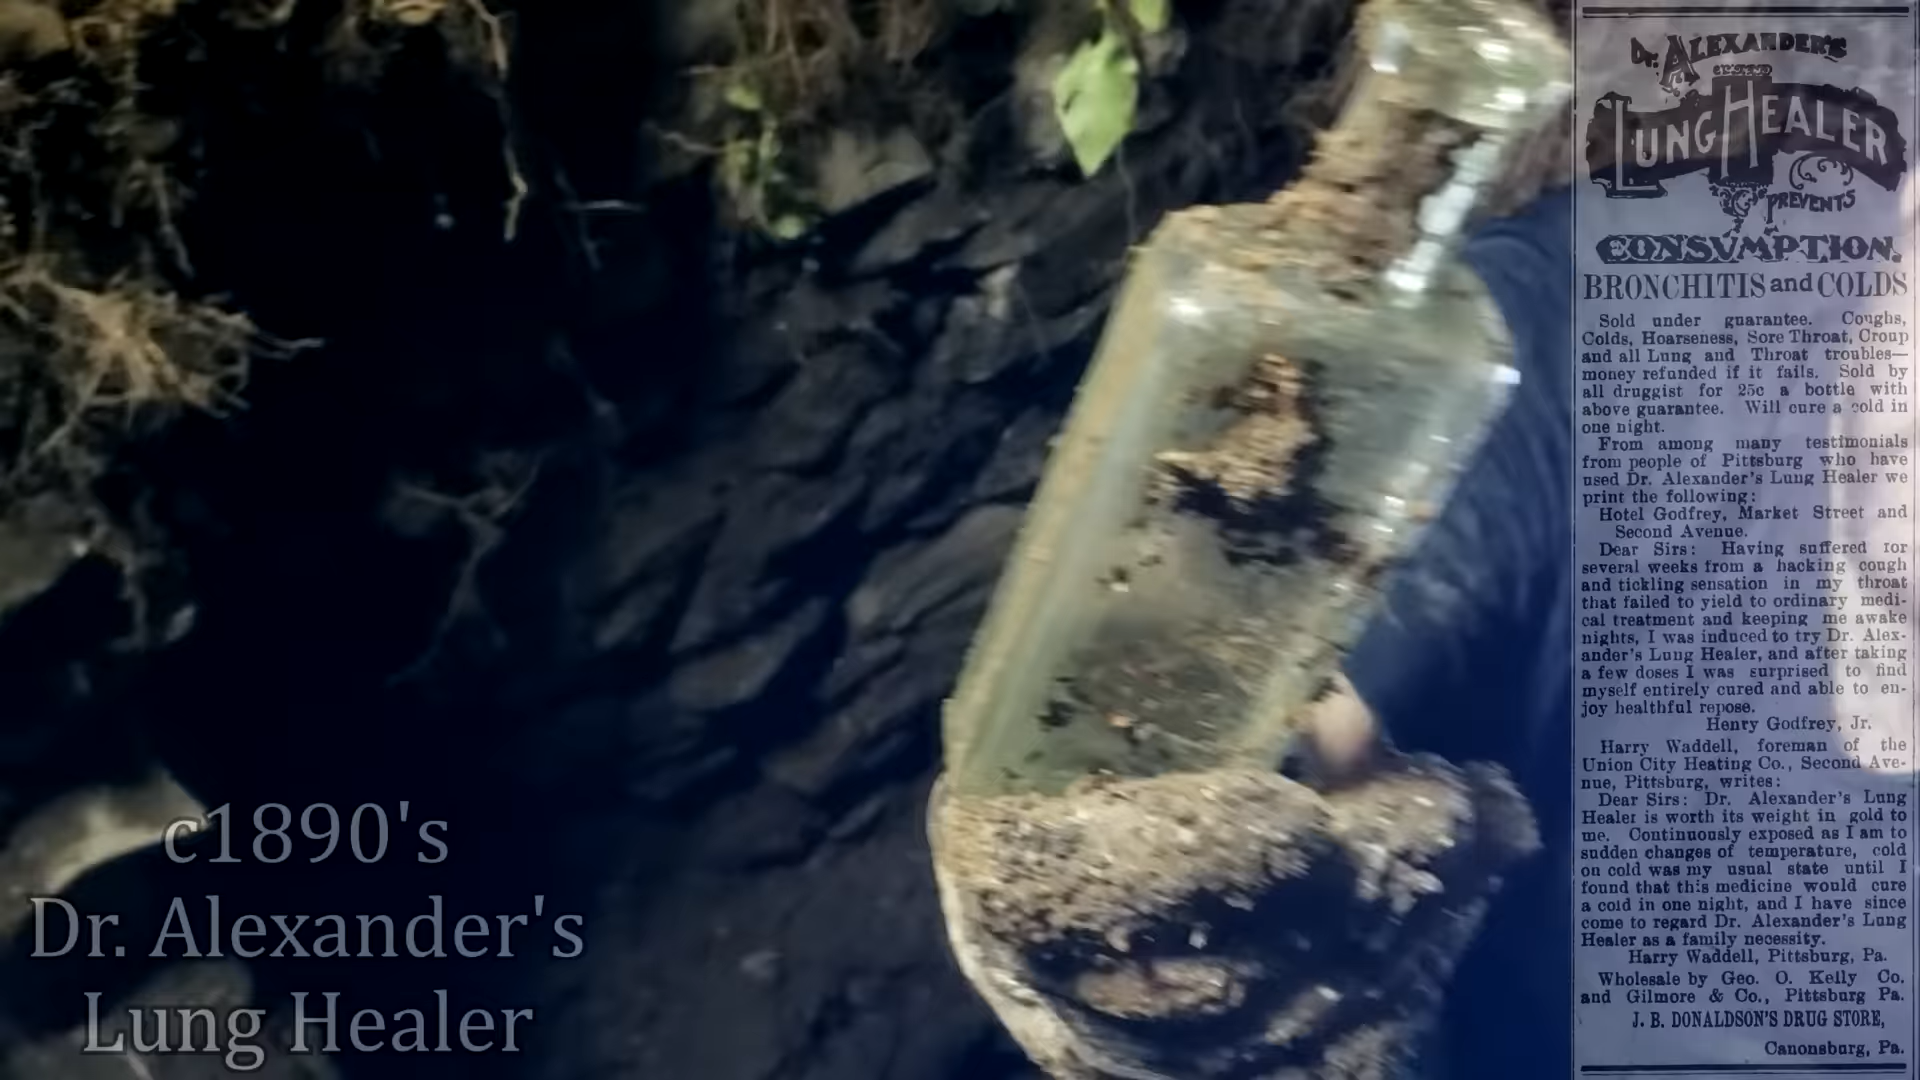 c1890's
Dr. Alexander's
Lung Healer
Dr. ALEXANDER'S
LUNG HEALER
PREVENTS
CONSVMPTION.
BRONCHITIS and COLDS
Sold under guarantee. Coughs,
Colds, Hoarseness, Sore Throat, Croup
and all Lung and Throat troubles—
money refunded if it fails. Sold by
all druggist for 25c a bottle with
above guarantee. Will cure a cold in
one night.
From among many testimonials
from people of Pittsburg who have
used Dr. Alexander's Lung Healer we
print the following:
Hotel Godfrey, Market Street and
Second Avenue.
Dear Sirs: Having suffered for
several weeks from a hacking cough
and tickling sensation in my throat
that failed to yield to ordinary medi-
cal treatment and keeping me awake
nights, I was induced to try Dr. Alex-
ander's Lung Healer, and after taking
a few doses I was surprised to find
myself entirely cured and able to en-
joy healthful repose.
Henry Godfrey, Jr.
Harry Waddell, foreman of the
Union City Heating Co., Second Ave-
nue, Pittsburg, writes:
Dear Sirs: Dr. Alexander's Lung
Healer is worth its weight in gold to
me. Continuously exposed as I am to
sudden changes of temperature, cold
on cold was my usual state until I
found that this medicine would cure
a cold in one night, and I have since
come to regard Dr. Alexander's Lung
Healer as a family necessity.
Harry Waddell, Pittsburg, Pa.
Wholesale by Geo. O. Kelly Co.
and Gilmore & Co., Pittsburg Pa.
J. B. DONALDSON'S DRUG STORE,
Canonsburg, Pa.